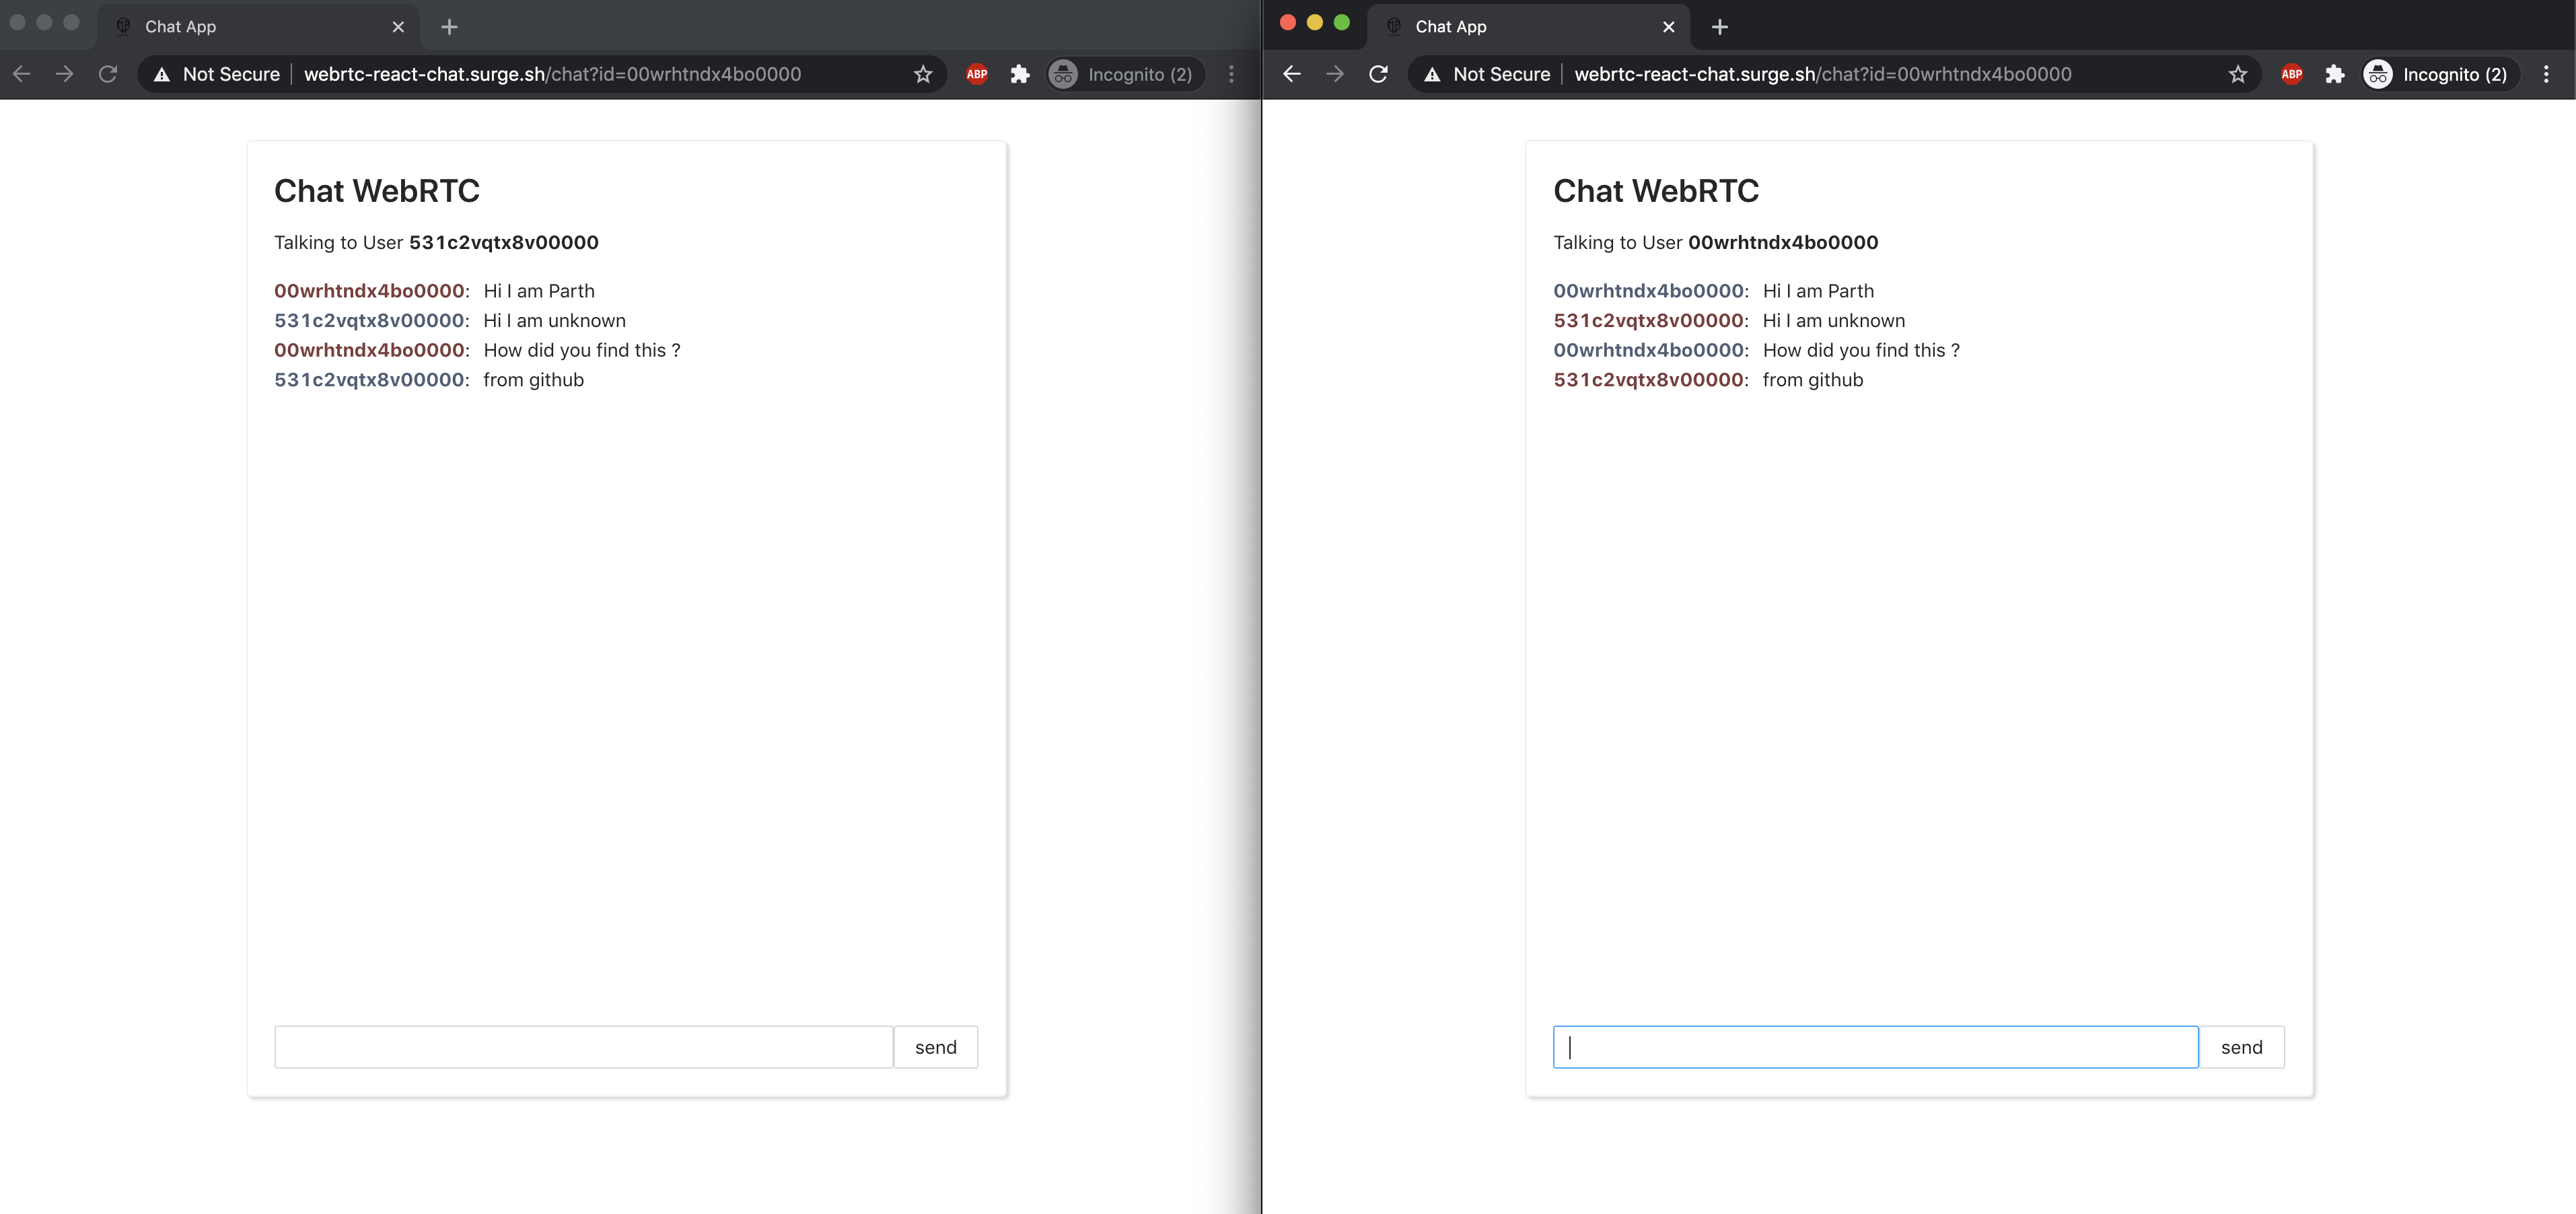 Chat App
Not Secure webrtc-react-chat.surge.sh/chat?id=00wrhtndx4bo0000 ABP Incognito (2)
Chat WebRTC
Talking to User 531c2vqtx8v00000
00wrhtndx4bo0000: Hi I am Parth
531c2vqtx8v00000: Hi I am unknown
00wrhtndx4bo0000: How did you find this ?
531c2vqtx8v00000: from github
send
Chat App
Not Secure webrtc-react-chat.surge.sh/chat?id=00wrhtndx4bo0000 ABP Incognito (2)
Chat WebRTC
Talking to User 00wrhtndx4bo0000
00wrhtndx4bo0000: Hi I am Parth
531c2vqtx8v00000: Hi I am unknown
00wrhtndx4bo0000: How did you find this ?
531c2vqtx8v00000: from github
send